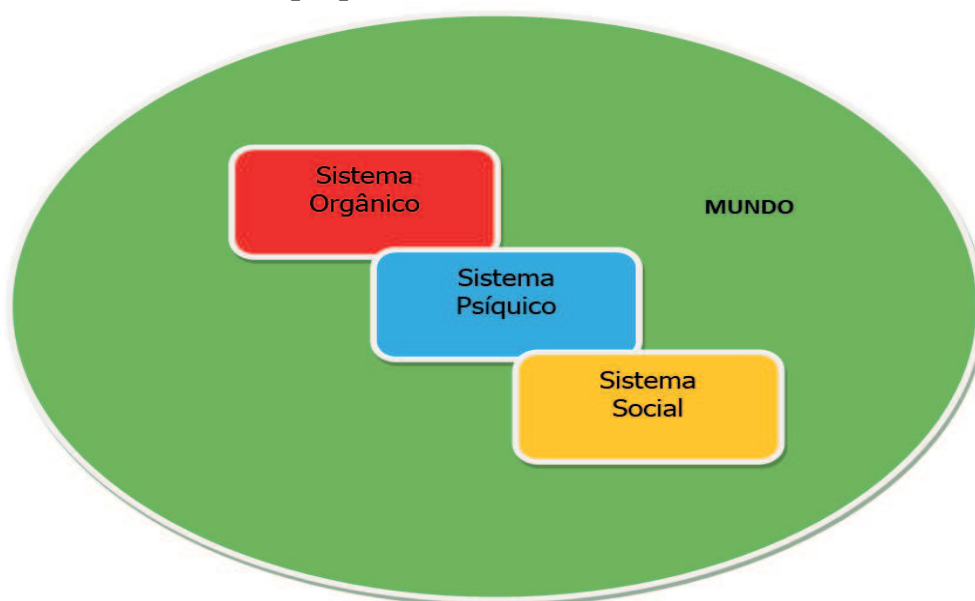 Sistema
Orgânico
MUNDO
Sistema
Psíquico
Sistema
Social